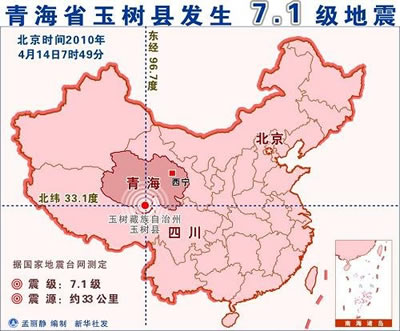 青海省玉树县发生 7.1 级地震
北京时间2010年
4月14日7时49分
东经 96.7度
北京
青海
西宁
北纬 33.1度
玉树藏族自治州
玉树县
四川
据国家地震台网测定
震级：7.1级
震源：约33公里
南海诸岛
孟丽静 编制 新华社发